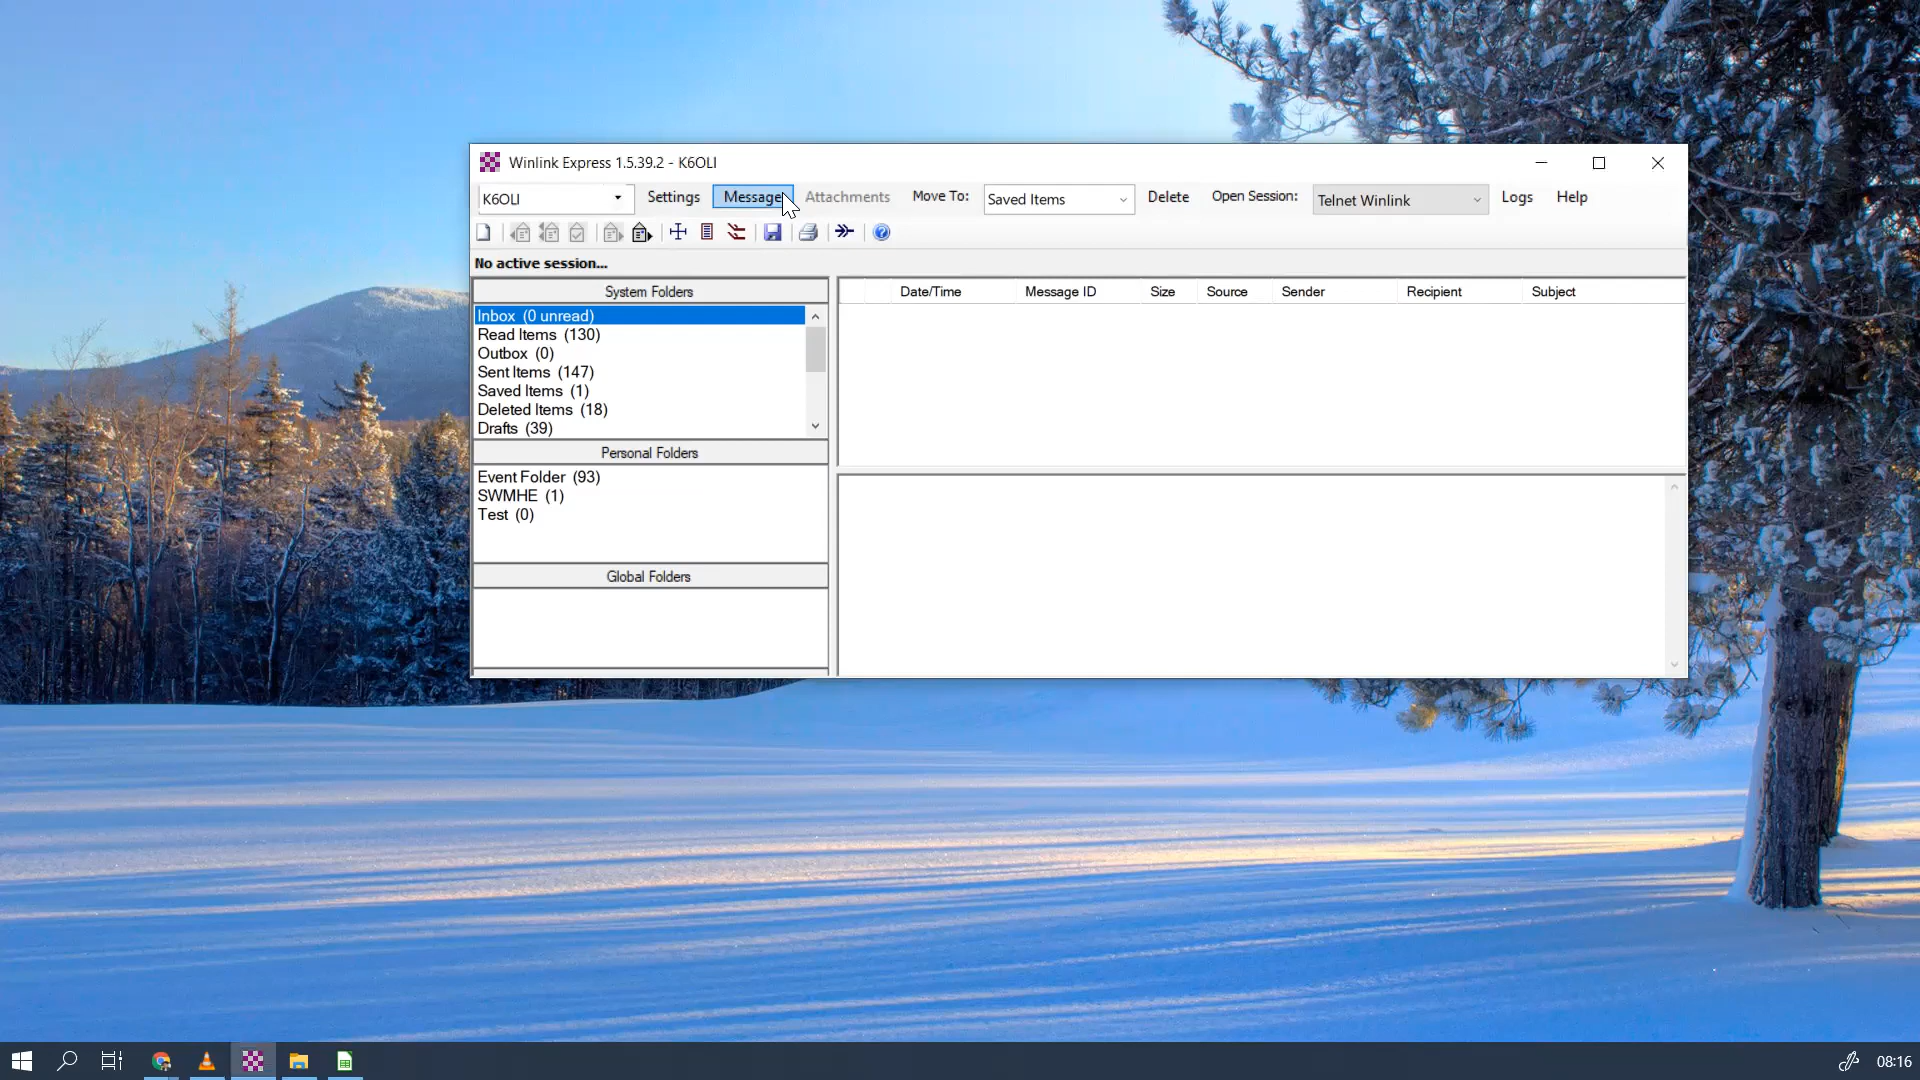 Winlink Express 1.5.39.2 - K6OLI
K6OLI Settings Message Attachments Move To: Saved Items Delete Open Session: Telnet Winlink Logs Help
No active session...
System Folders
Date/Time Message ID Size Source Sender Recipient Subject
Inbox (0 unread)
Read Items (130)
Outbox (0)
Sent Items (147)
Saved Items (1)
Deleted Items (18)
Drafts (39)
Personal Folders
Event Folder (93)
SWMHE (1)
Test (0)
Global Folders
08:16